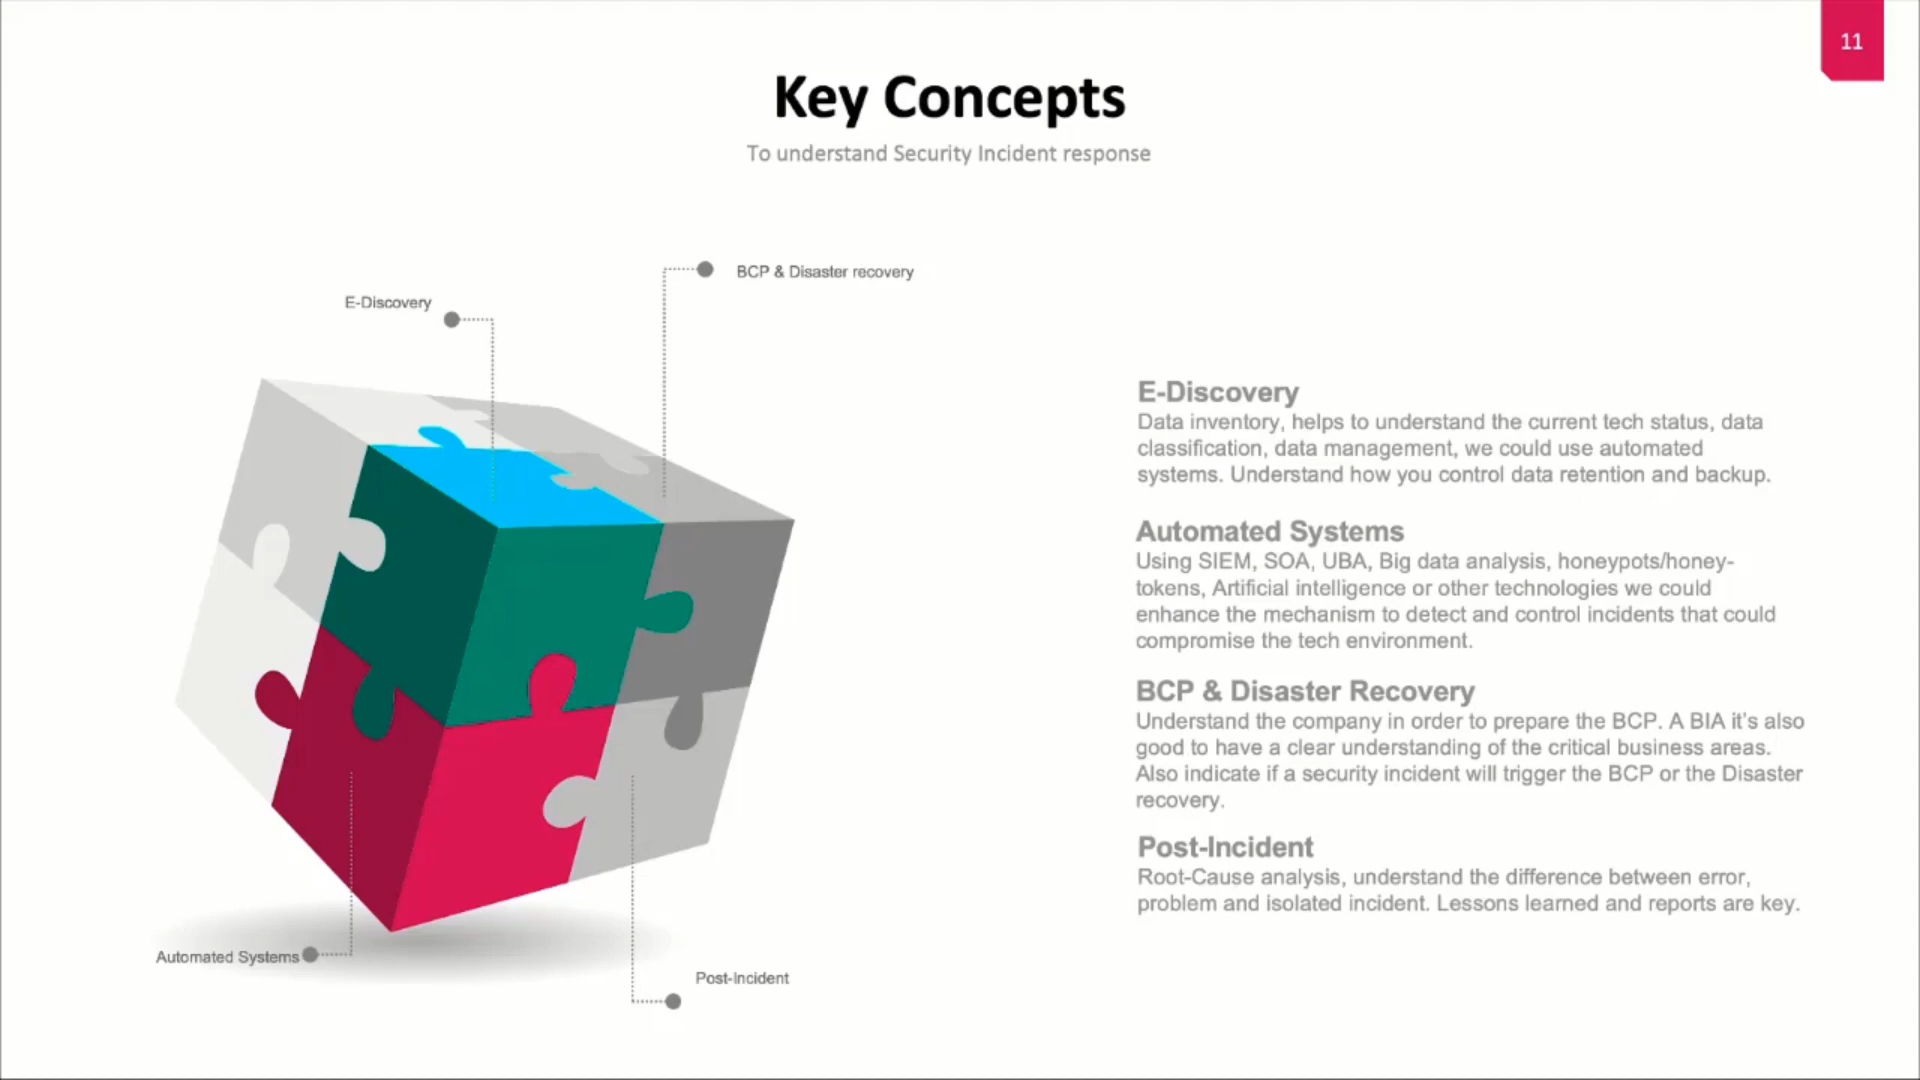 11
Key Concepts
To understand Security Incident response
BCP & Disaster recovery
E-Discovery
E-Discovery
Data inventory, helps to understand the current tech status, data
classification, data management, we could use automated
systems. Understand how you control data retention and backup.
Automated Systems
Using SIEM, SOA, UBA, Big data analysis, honeypots/honey-
tokens, Artificial intelligence or other technologies we could
enhance the mechanism to detect and control incidents that could
compromise the tech environment.
BCP & Disaster Recovery
Understand the company in order to prepare the BCP. A BIA it's also
good to have a clear understanding of the critical business areas.
Also indicate if a security incident will trigger the BCP or the Disaster
recovery.
Post-Incident
Root-Cause analysis, understand the difference between error,
problem and isolated incident. Lessons learned and reports are key.
Automated Systems
Post-Incident